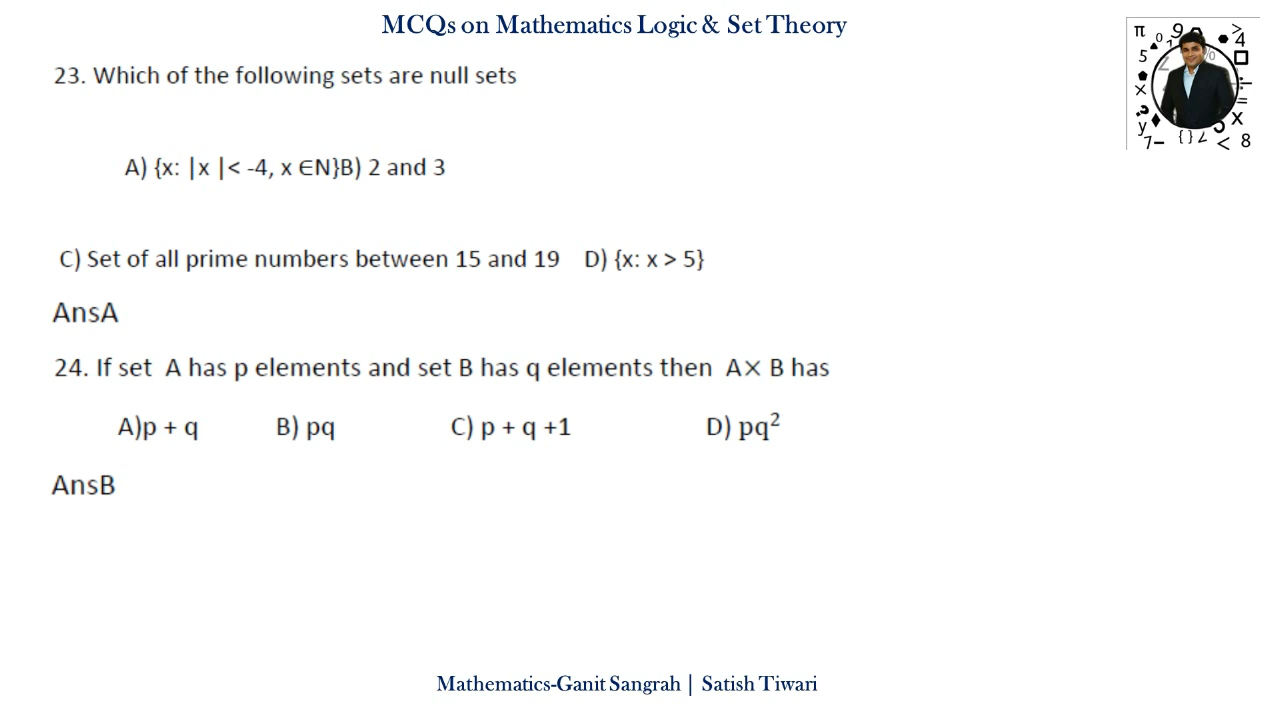 MCQs on Mathematics Logic & Set Theory
23. Which of the following sets are null sets
A) {x: |x |< -4, x ∈N}B) 2 and 3
C) Set of all prime numbers between 15 and 19 D) {x: x > 5}
AnsA
24. If set A has p elements and set B has q elements then A× B has
A)p + q B) pq C) p + q +1 D) pq²
AnsB
Mathematics-Ganit Sangrah | Satish Tiwari